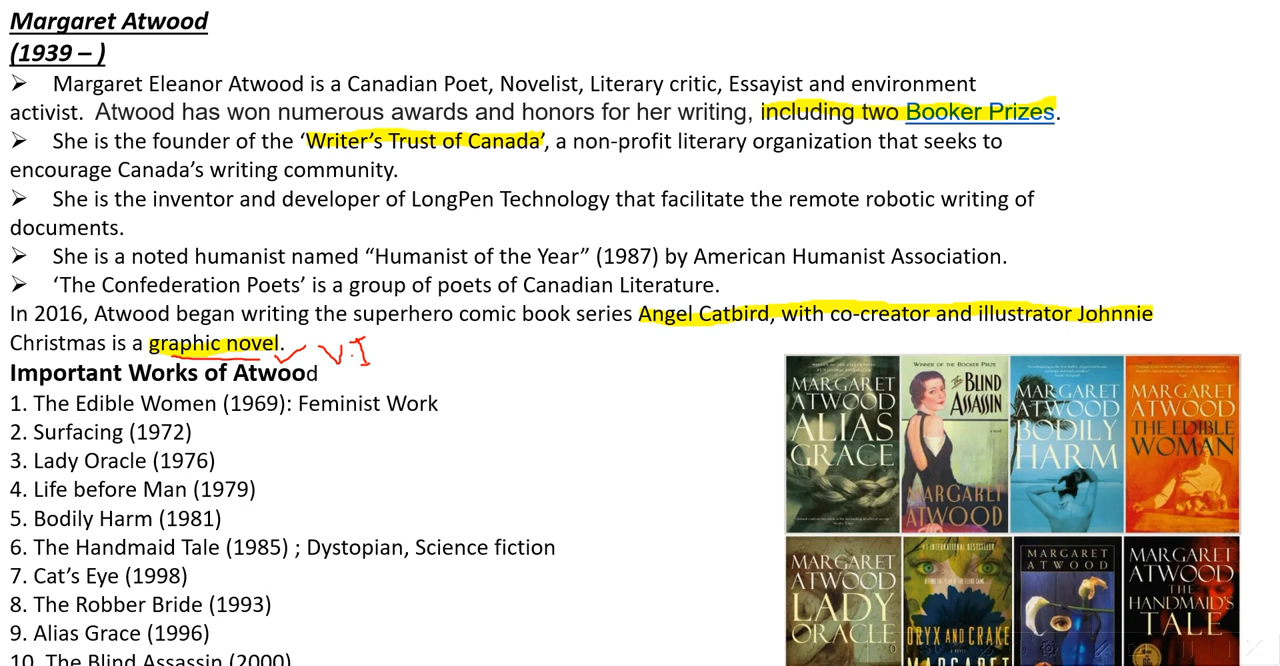 Margaret Atwood
(1939 – )
➢ Margaret Eleanor Atwood is a Canadian Poet, Novelist, Literary critic, Essayist and environment
activist. Atwood has won numerous awards and honors for her writing, including two Booker Prizes.
➢ She is the founder of the ‘Writer’s Trust of Canada’, a non-profit literary organization that seeks to
encourage Canada’s writing community.
➢ She is the inventor and developer of LongPen Technology that facilitate the remote robotic writing of
documents.
➢ She is a noted humanist named “Humanist of the Year” (1987) by American Humanist Association.
➢ ‘The Confederation Poets’ is a group of poets of Canadian Literature.
In 2016, Atwood began writing the superhero comic book series Angel Catbird, with co-creator and illustrator Johnnie
Christmas is a graphic novel.
V.I
Important Works of Atwood
1. The Edible Women (1969): Feminist Work
2. Surfacing (1972)
3. Lady Oracle (1976)
4. Life before Man (1979)
5. Bodily Harm (1981)
6. The Handmaid Tale (1985) ; Dystopian, Science fiction
7. Cat’s Eye (1998)
8. The Robber Bride (1993)
9. Alias Grace (1996)
10. The Blind Assassin (2000)
MARGARET
ATWOOD
ALIAS
GRACE
WINNER OF THE BOOKER PRIZE
The BLIND
ASSASSIN
a novel
MARGARET
ATWOOD
MARGARET
ATWOOD
BODILY
HARM
MARGARET
ATWOOD
THE EDIBLE
WOMAN
MARGARET
ATWOOD
LADY
ORACLE
#1 INTERNATIONAL BESTSELLER
ORYX AND CRAKE
MARGARET
MARGARET
ATWOOD
MARGARET
ATWOOD
THE
HANDMAID'S
TALE